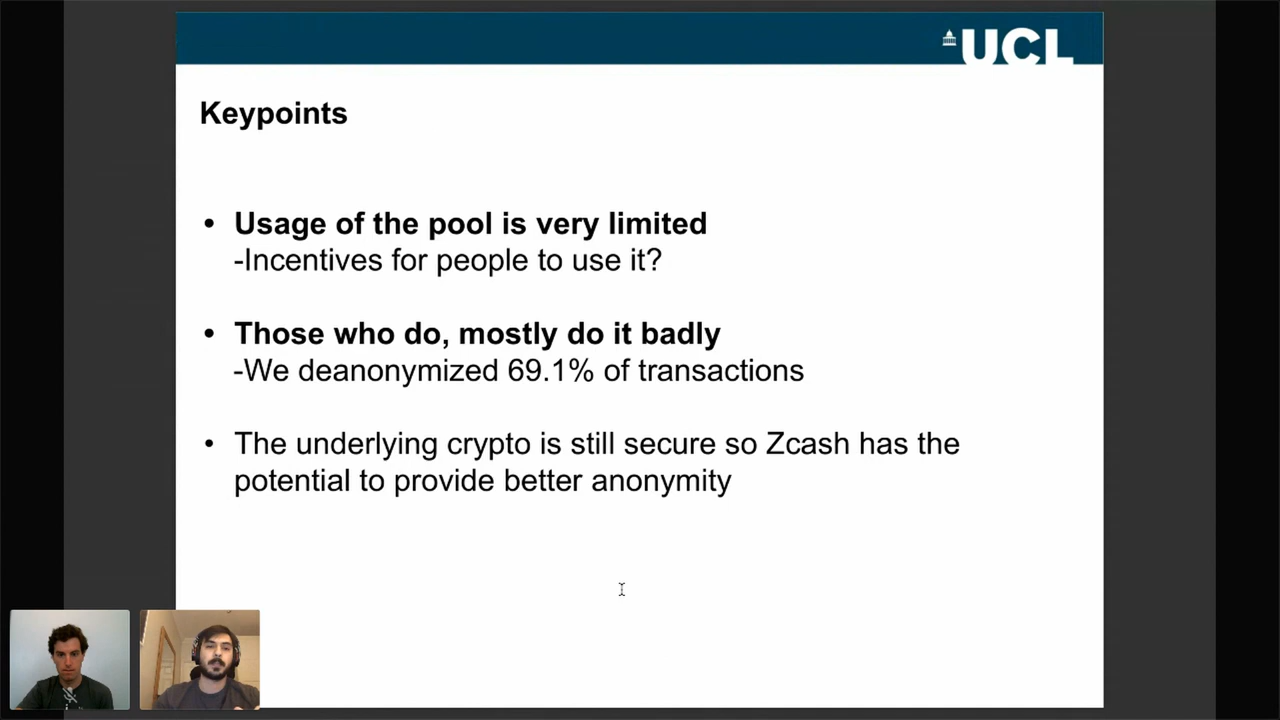 UCL
Keypoints
• Usage of the pool is very limited
-Incentives for people to use it?
• Those who do, mostly do it badly
-We deanonymized 69.1% of transactions
• The underlying crypto is still secure so Zcash has the
potential to provide better anonymity